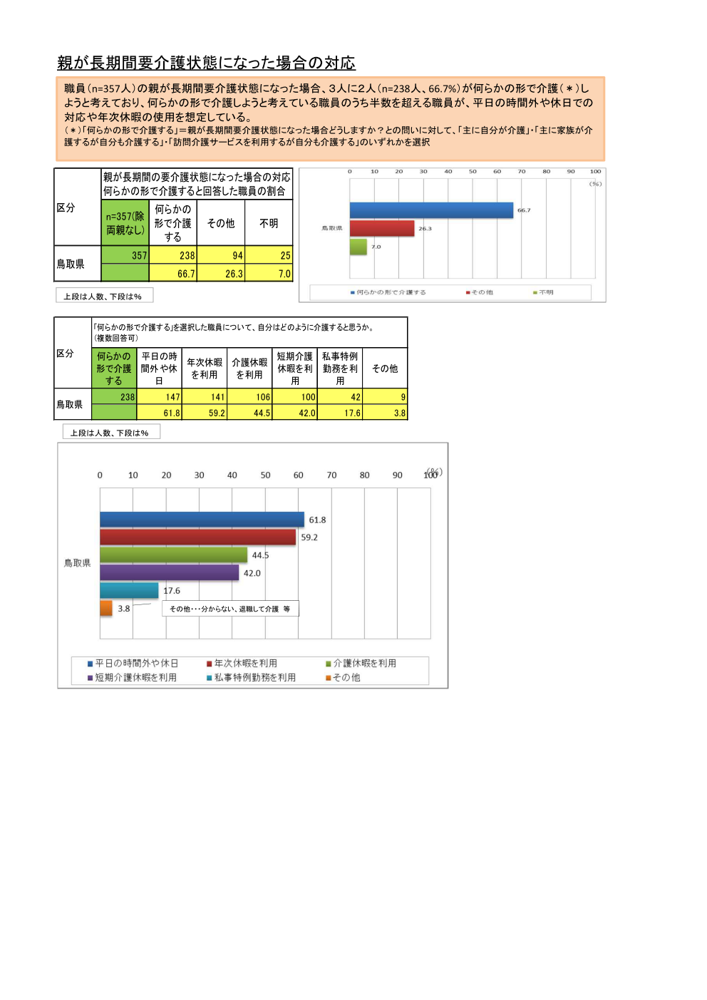 親が長期間要介護状態になった場合の対応
職員（n=357人）の親が長期間要介護状態になった場合、3人に2人（n=238人、66.7%）が何らかの形で介護（＊）し
ようと考えており、何らかの形で介護しようと考えている職員のうち半数を超える職員が、平日の時間外や休日での
対応や年次休暇の使用を想定している。
（＊）「何らかの形で介護する」＝親が長期間要介護状態になった場合どうしますか？との問いに対して、「主に自分が介護」・「主に家族が介
護するが自分も介護する」・「訪問介護サービスを利用するが自分も介護する」のいずれかを選択
区分
親が長期間の要介護状態になった場合の対応
何らかの形で介護すると回答した職員の割合
n=357(除両親なし) 何らかの形で介護する その他 不明
鳥取県 357 238 94 25
66.7 26.3 7.0
上段は人数、下段は%
0 10 20 30 40 50 60 70 80 90 100
(%)
鳥取県
66.7
26.3
7.0
何らかの形で介護する その他 不明
区分
「何らかの形で介護する」を選択した職員について、自分はどのように介護すると思うか。
（複数回答可）
何らかの形で介護する 平日の時間外や休日 年次休暇を利用 介護休暇を利用 短期介護休暇を利用 私事特例勤務を利用 その他
鳥取県 238 147 141 106 100 42 9
61.8 59.2 44.5 42.0 17.6 3.8
上段は人数、下段は%
0 10 20 30 40 50 60 70 80 90 100
(%)
鳥取県
61.8
59.2
44.5
42.0
17.6
3.8
その他・・・分からない、退職して介護 等
平日の時間外や休日 年次休暇を利用 介護休暇を利用
短期介護休暇を利用 私事特例勤務を利用 その他